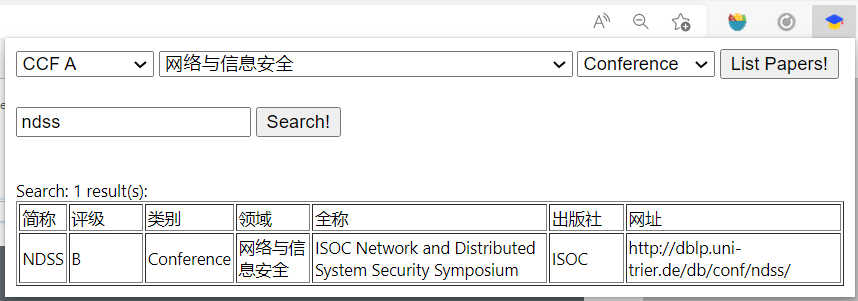 CCF A 网络与信息安全 Conference List Papers!
ndss Search!
Search: 1 result(s):
简称 评级 类别 领域 全称 出版社 网址
NDSS B Conference 网络与信息安全 ISOC Network and Distributed System Security Symposium ISOC http://dblp.uni-trier.de/db/conf/ndss/